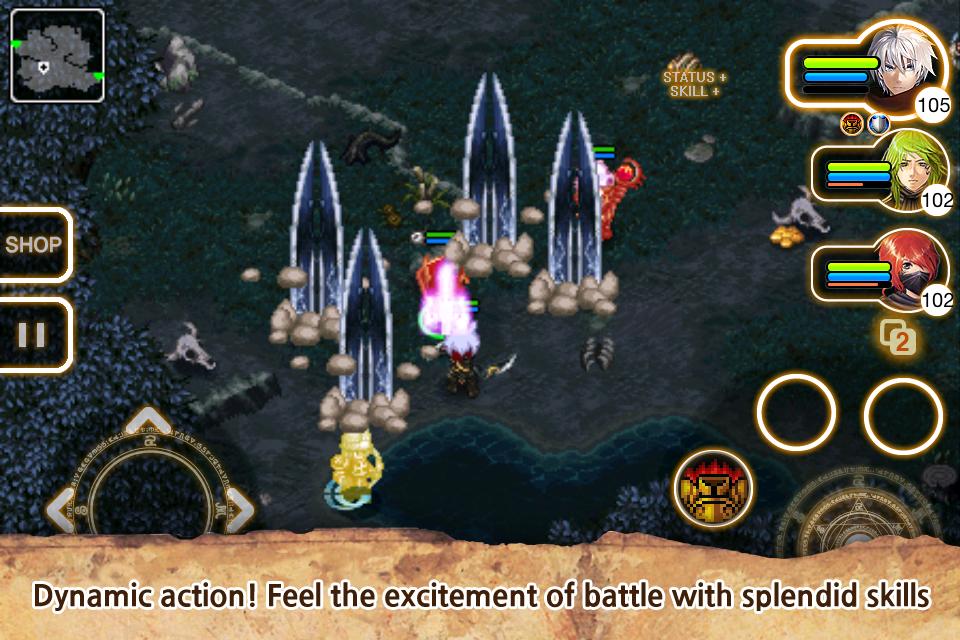 STATUS +
SKILL +
105
102
SHOP
102
2
Dynamic action! Feel the excitement of battle with splendid skills